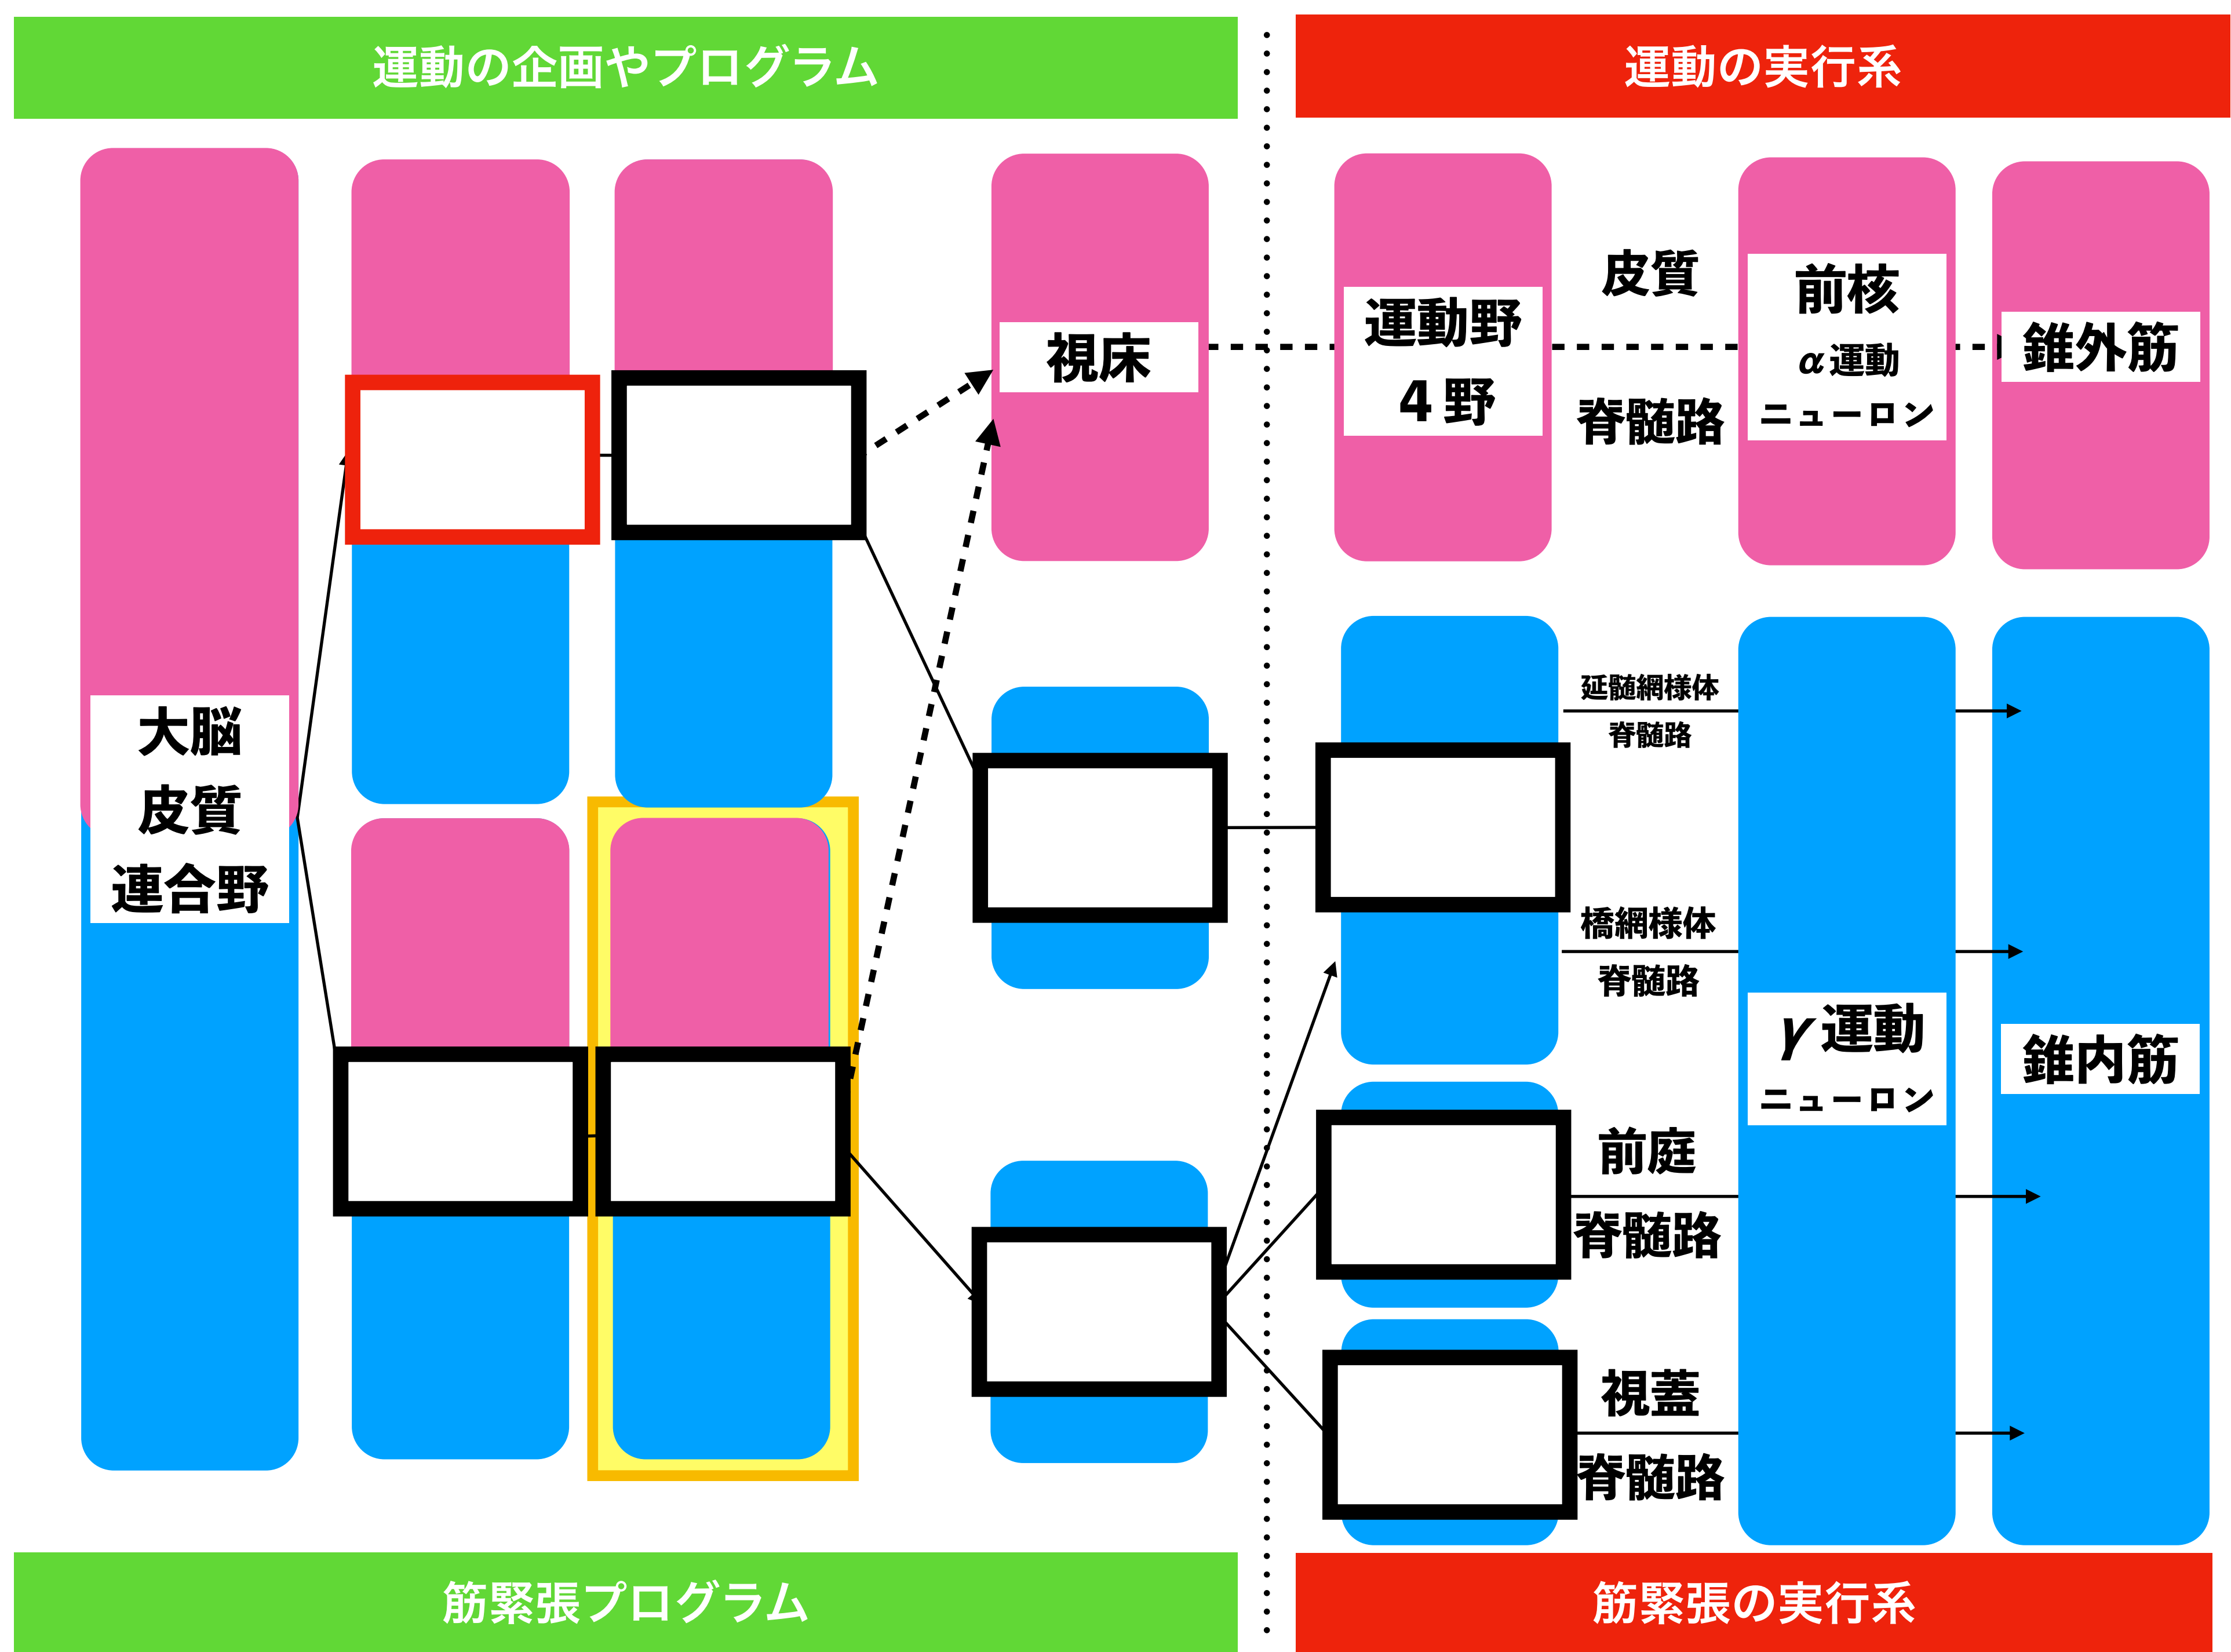 運動の企画やプログラム
運動の実行系
大脳
皮質
連合野
視床
運動野
4 野
皮質
脊髄路
前核
α 運動
ニューロン
錐外筋
延髄網様体
脊髄路
橋網様体
脊髄路
前庭
脊髄路
視蓋
脊髄路
γ 運動
ニューロン
錐内筋
筋緊張プログラム
筋緊張の実行系